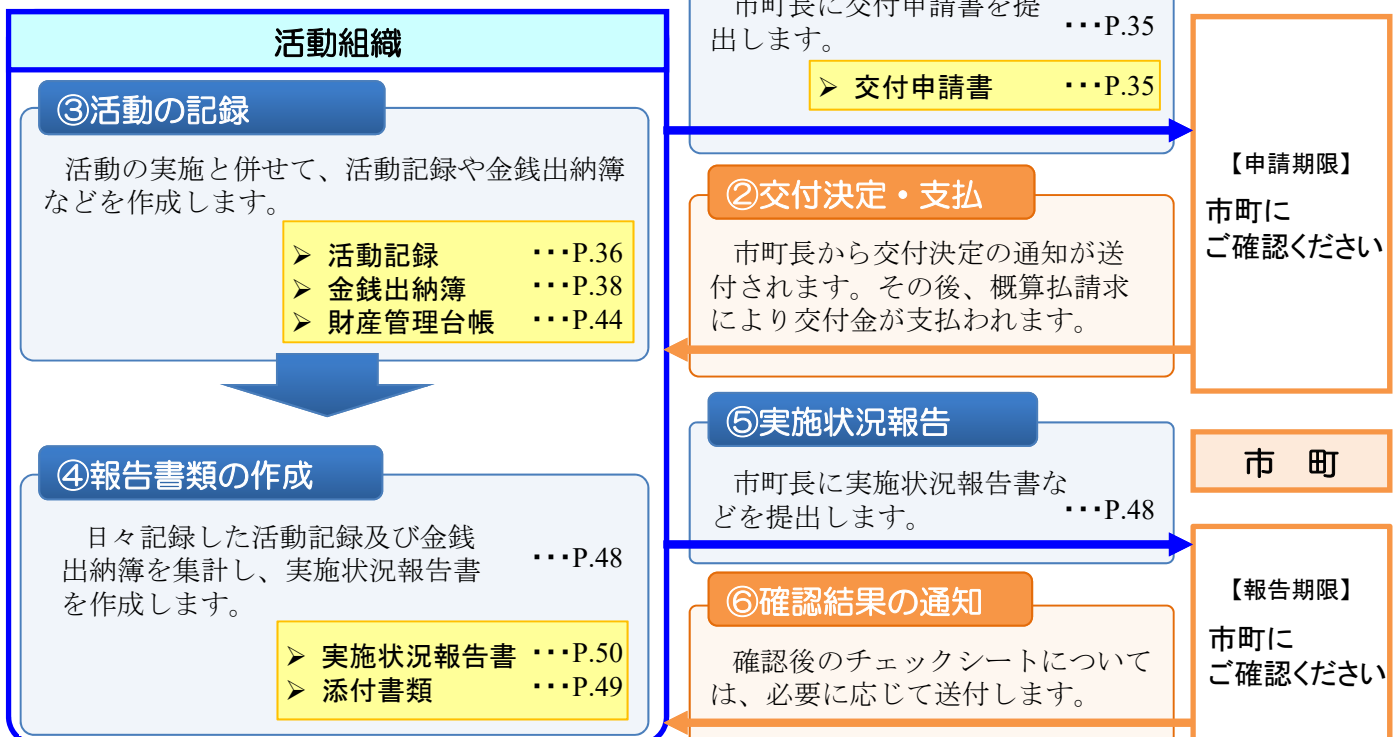 活動組織
③活動の記録
活動の実施と併せて、活動記録や金銭出納簿
などを作成します。
➢ 活動記録 ･･･P.36
➢ 金銭出納簿 ･･･P.38
➢ 財産管理台帳 ･･･P.44
④報告書類の作成
日々記録した活動記録及び金銭
出納簿を集計し、実施状況報告書
を作成します。
･･･P.48
➢ 実施状況報告書 ･･･P.50
➢ 添付書類 ･･･P.49
市町長に交付申請書を提
出します。
･･･P.35
➢ 交付申請書 ･･･P.35
②交付決定・支払
市町長から交付決定の通知が送
付されます。その後、概算払請求
により交付金が支払われます。
⑤実施状況報告
市町長に実施状況報告書な
どを提出します。
･･･P.48
⑥確認結果の通知
確認後のチェックシートについて
は、必要に応じて送付します。
【申請期限】
市町に
ご確認ください
市 町
【報告期限】
市町に
ご確認ください